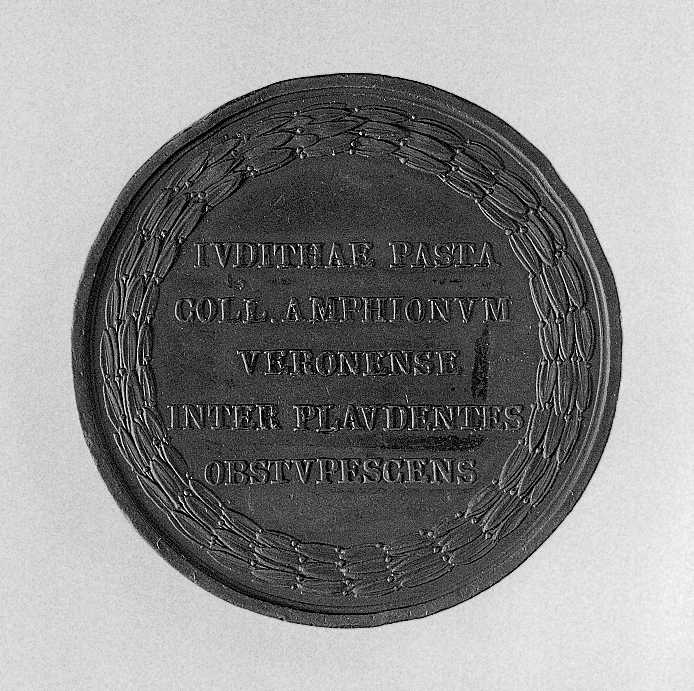 IVDITHAE PASTA
COLL. AMPHIONVM
VERONENSE
INTER PLAVDENTES
OBSTVPESCENS